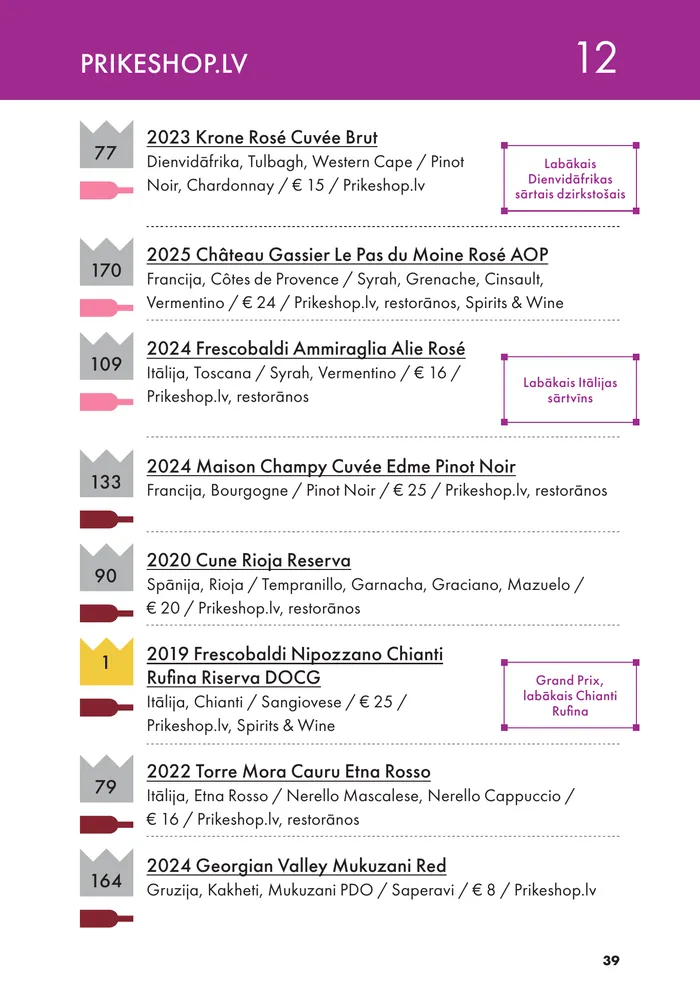 PRIKESHOP.LV
12
77
2023 Krone Rosé Cuvée Brut
Dienvidāfrika, Tulbagh, Western Cape / Pinot
Noir, Chardonnay / € 15 / Prikeshop.lv
Labākais
Dienvidāfrikas
sārtais dzirkstošais
170
2025 Château Gassier Le Pas du Moine Rosé AOP
Francija, Côtes de Provence / Syrah, Grenache, Cinsault,
Vermentino / € 24 / Prikeshop.lv, restorānos, Spirits & Wine
109
2024 Frescobaldi Ammiraglia Alie Rosé
Itālija, Toscana / Syrah, Vermentino / € 16 /
Prikeshop.lv, restorānos
Labākais Itālijas
sārtvīns
133
2024 Maison Champy Cuvée Edme Pinot Noir
Francija, Bourgogne / Pinot Noir / € 25 / Prikeshop.lv, restorānos
90
2020 Cune Rioja Reserva
Spānija, Rioja / Tempranillo, Garnacha, Graciano, Mazuelo /
€ 20 / Prikeshop.lv, restorānos
1
2019 Frescobaldi Nipozzano Chianti
Rufina Riserva DOCG
Itālija, Chianti / Sangiovese / € 25 /
Prikeshop.lv, Spirits & Wine
Grand Prix,
labākais Chianti
Rufina
79
2022 Torre Mora Cauru Etna Rosso
Itālija, Etna Rosso / Nerello Mascalese, Nerello Cappuccio /
€ 16 / Prikeshop.lv, restorānos
164
2024 Georgian Valley Mukuzani Red
Gruzija, Kakheti, Mukuzani PDO / Saperavi / € 8 / Prikeshop.lv
39